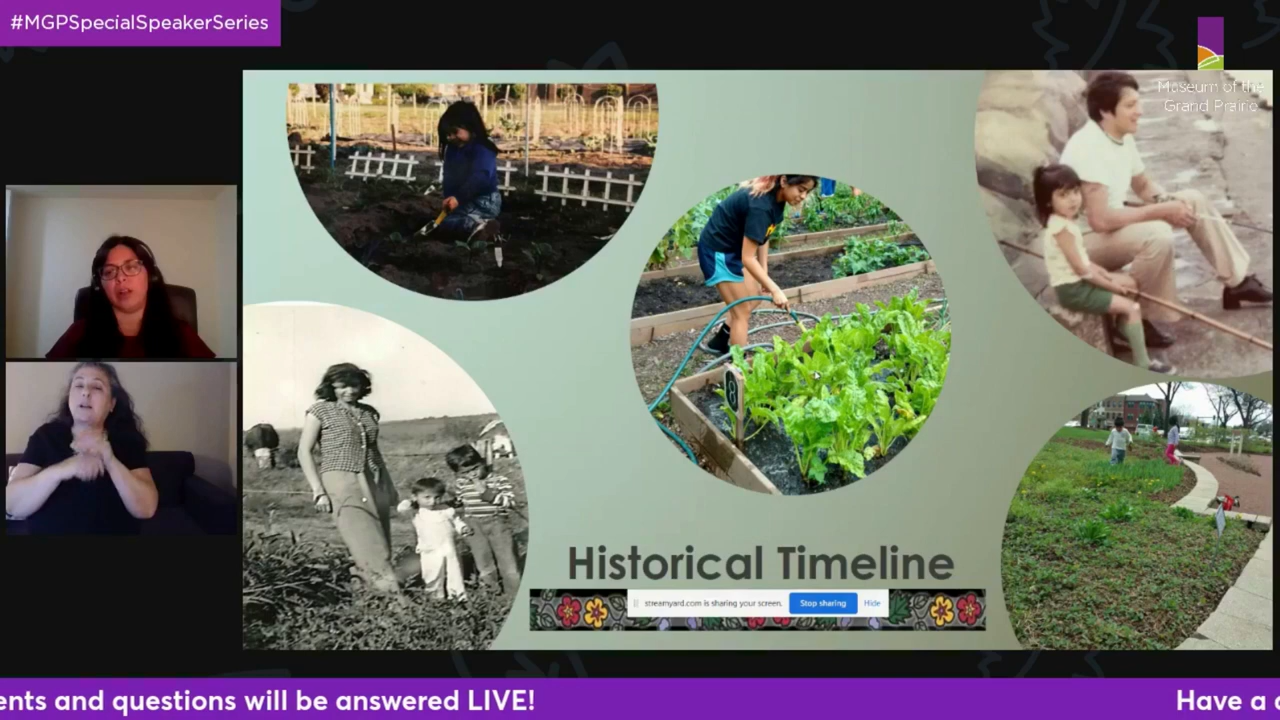 #MGPSpecialSpeakerSeries
Museum of the
Grand Prairie
8
Historical Timeline
streamyard.com is sharing your screen.
Stop sharing
Hide
ents and questions will be answered LIVE!
Have a c